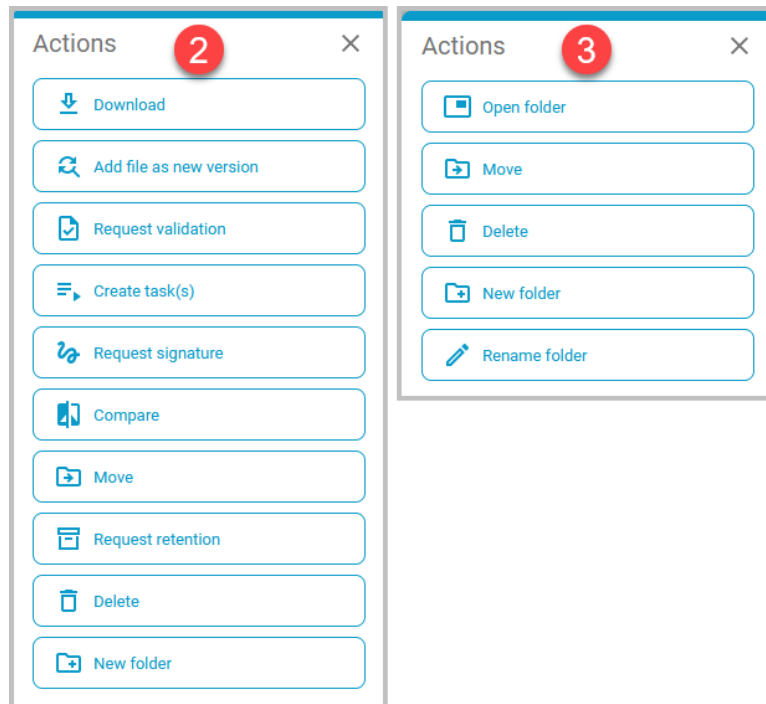 Actions
2
Download
Add file as new version
Request validation
Create task(s)
Request signature
Compare
Move
Request retention
Delete
New folder
Actions
3
Open folder
Move
Delete
New folder
Rename folder